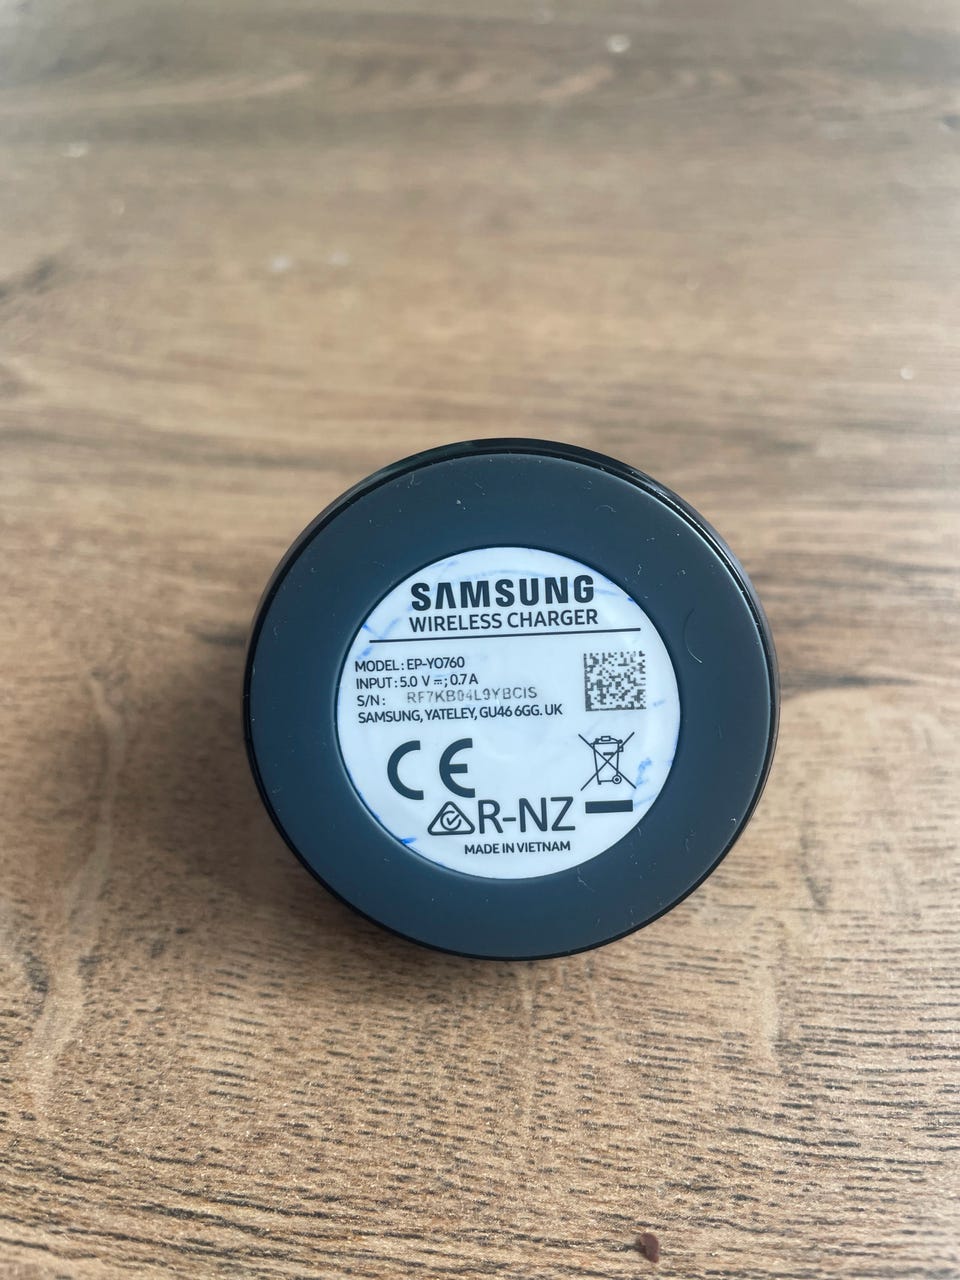 SAMSUNG
WIRELESS CHARGER
MODEL : EP-YO760
INPUT : 5.0 V ⎓; 0.7 A
S/N : RF7KB04L9YBCIS
SAMSUNG, YATELEY, GU46 6GG. UK
CE
R-NZ
MADE IN VIETNAM